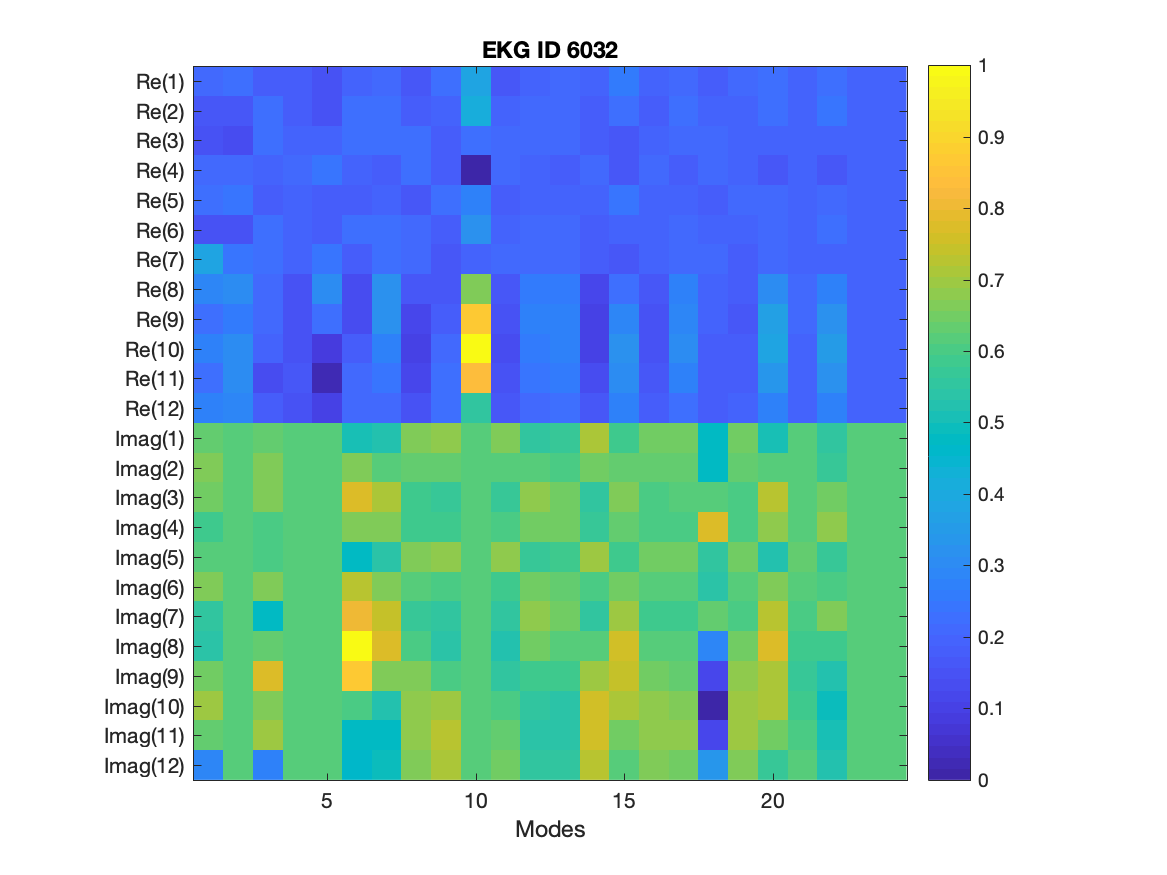 EKG ID 6032
Re(1)
Re(2)
Re(3)
Re(4)
Re(5)
Re(6)
Re(7)
Re(8)
Re(9)
Re(10)
Re(11)
Re(12)
Imag(1)
Imag(2)
Imag(3)
Imag(4)
Imag(5)
Imag(6)
Imag(7)
Imag(8)
Imag(9)
Imag(10)
Imag(11)
Imag(12)
5 10 15 20
Modes
1
0.9
0.8
0.7
0.6
0.5
0.4
0.3
0.2
0.1
0